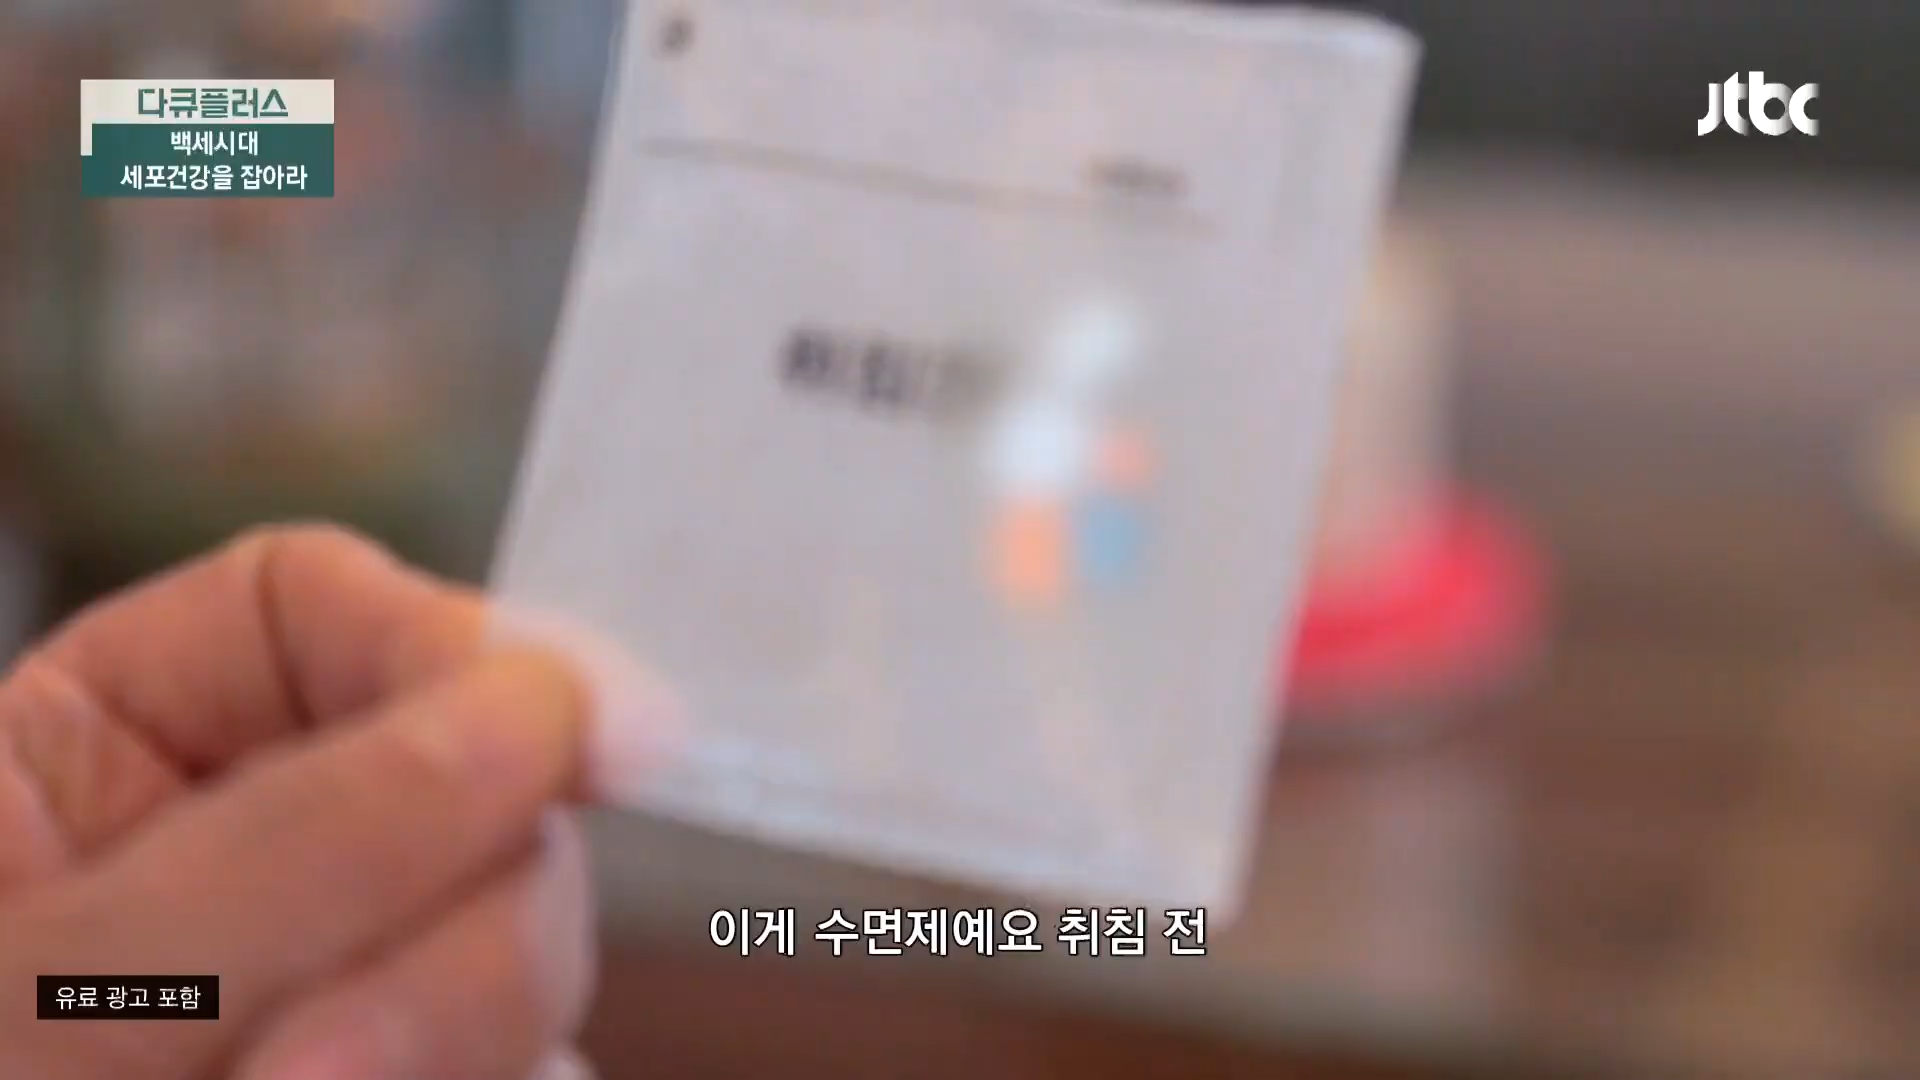 다큐플러스
백세시대
세포건강을 잡아라
jtbc
이게 수면제예요 취침 전
유료 광고 포함